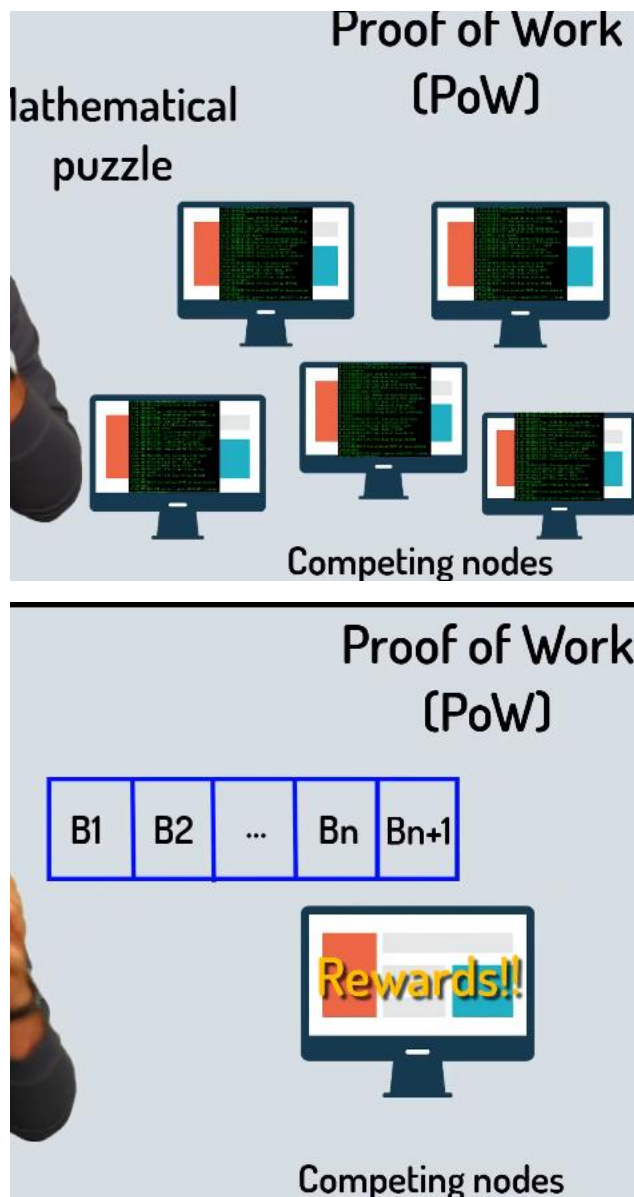 Proof of Work
(PoW)
Mathematical
puzzle
Competing nodes
Proof of Work
(PoW)
B1 B2 ... Bn Bn+1
Rewards!!
Competing nodes